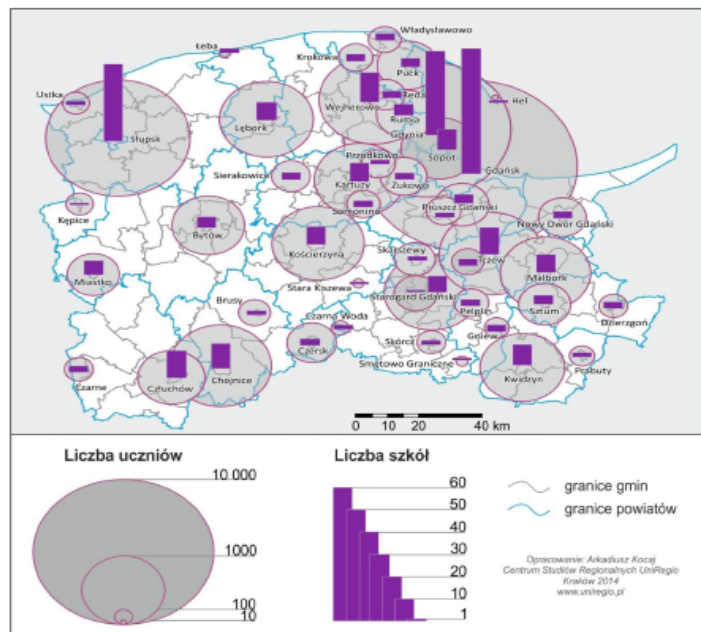 Władysławowo
Łeba
Krokowa
Puck
Ustka
Reda
Hel
Wejherowo
Rumia
Lębork
Gdynia
Słupsk
Sopot
Przodkowo
Gdańsk
Sierakowice
Kartuzy
Żukowo
Pruszcz Gdański
Kępice
Somonino
Nowy Dwór Gdański
Bytów
Kościerzyna
Skarszewy
Tczew
Malbork
Miastko
Stara Kiszewa
Starogard Gdański
Brusy
Pelplin
Sztum
Dzierzgoń
Czarna Woda
Gniew
Czersk
Skórcz
Smętowo Graniczne
Prabuty
Czarne
Człuchów
Chojnice
Kwidzyn
0 5 10 20 30 40 km
Liczba uczniów
10 000
1000
100
10
Liczba szkół
60
50
40
30
20
10
1
granice gmin
granice powiatów
Opracowanie: Arkadiusz Kocaj
Centrum Studiów Regionalnych UniRegio
Kraków 2014
www.uniregio.pl